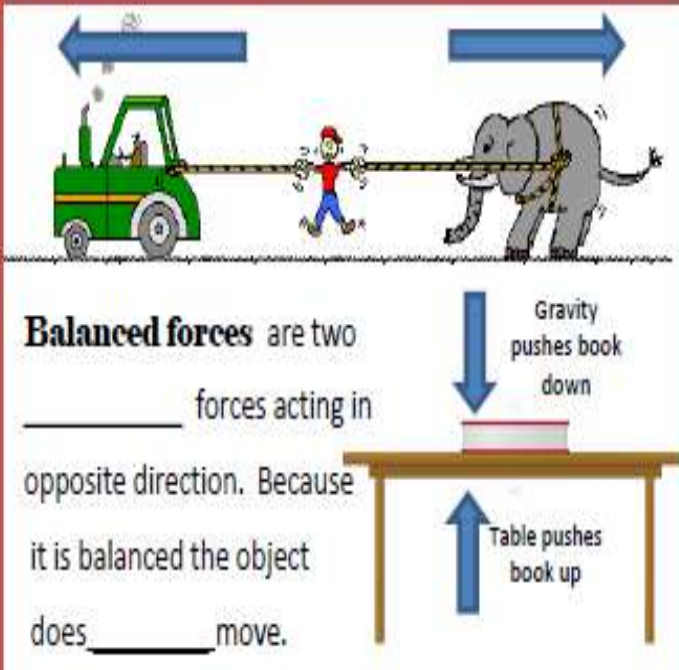 Balanced forces are two
__________ forces acting in
opposite direction. Because
it is balanced the object
does________move.
Gravity
pushes book
down
Table pushes
book up